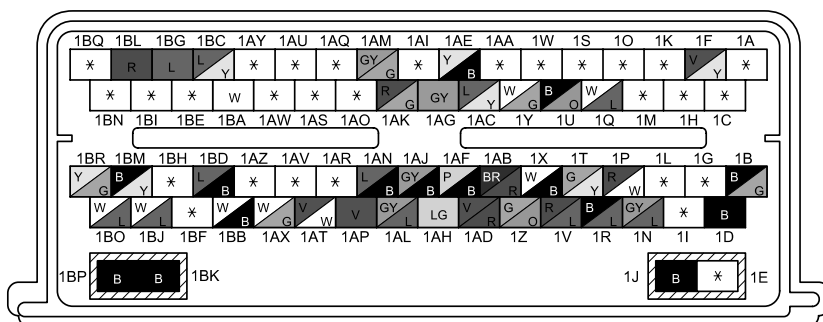 1BQ 1BL 1BG 1BC 1AY 1AU 1AQ 1AM 1AI 1AE 1AA 1W 1S 1O 1K 1F 1A
* R L L Y * * * GY G * Y B * * * * * V Y *
* * * W * * * R G GY L Y W G B O W L * * *
1BN 1BI 1BE 1BA 1AW 1AS 1AO 1AK 1AG 1AC 1Y 1U 1Q 1M 1H 1C
1BR 1BM 1BH 1BD 1AZ 1AV 1AR 1AN 1AJ 1AF 1AB 1X 1T 1P 1L 1G 1B
Y G B Y * L B * * * L B GY B P B BR R W B G Y R W * * B G
W L W L * W B W G V W V GY L LG V R G O R L B L GY L * B
1BO 1BJ 1BF 1BB 1AX 1AT 1AP 1AL 1AH 1AD 1Z 1V 1R 1N 1I 1D
1BP B B 1BK 1J B * 1E